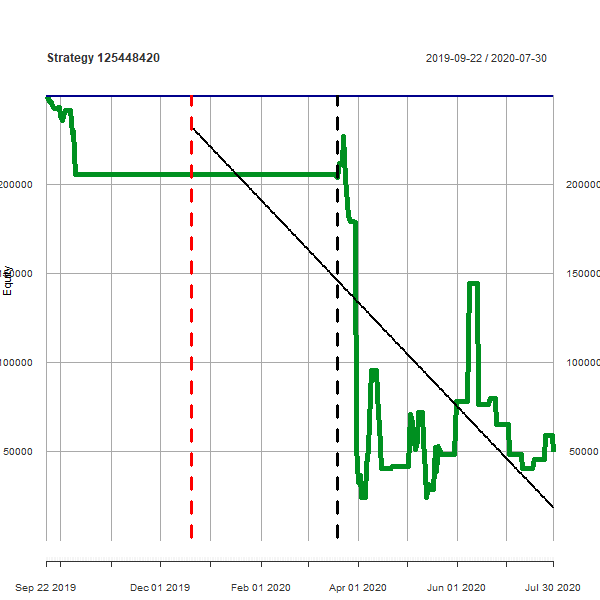 Strategy 125448420
2019-09-22 / 2020-07-30
200000
200000
150000
150000
Equity
100000
100000
50000
50000
Sep 22 2019
Dec 01 2019
Feb 01 2020
Apr 01 2020
Jun 01 2020
Jul 30 2020